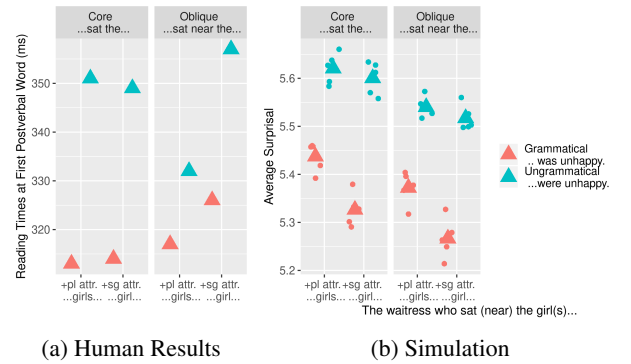 Core
...sat the...
Oblique
...sat near the...
Reading Times at First Postverbal Word (ms)
350
340
330
320
+pl attr.
...girls...
+sg attr.
...girl...
+pl attr.
...girls...
+sg attr.
...girl...
(a) Human Results
Core
...sat the...
Oblique
...sat near the...
Average Surprisal
5.6
5.5
5.4
5.3
5.2
+pl attr.
...girls...
+sg attr.
...girl...
+pl attr.
...girls...
+sg attr.
...girl...
The waitress who sat (near) the girl(s)...
Grammatical
.. was unhappy.
Ungrammatical
...were unhappy.
(b) Simulation